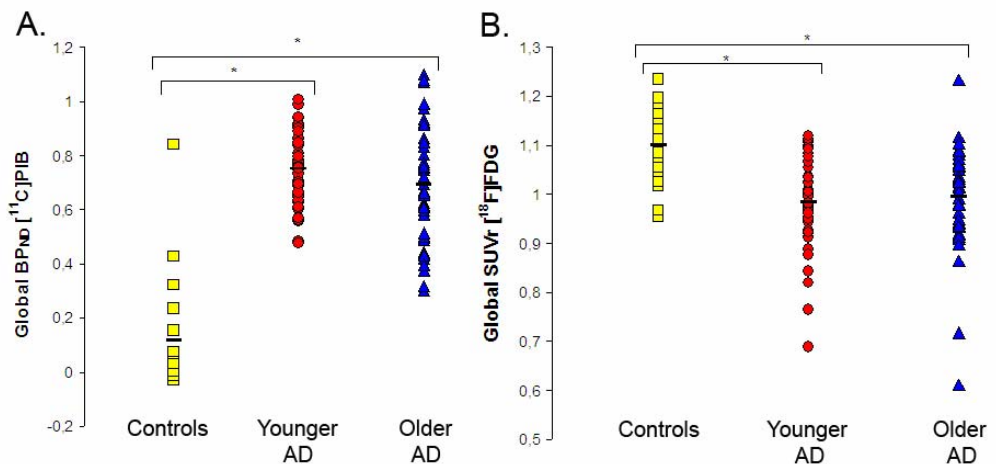 A.
*
*
1,2
1
0,8
0,6
0,4
0,2
0
-0,2
Global BPND [11C]PIB
Controls
Younger
AD
Older
AD
B.
*
*
1,3
1,2
1,1
1
0,9
0,8
0,7
0,6
0,5
Global SUVr [18F]FDG
Controls
Younger
AD
Older
AD